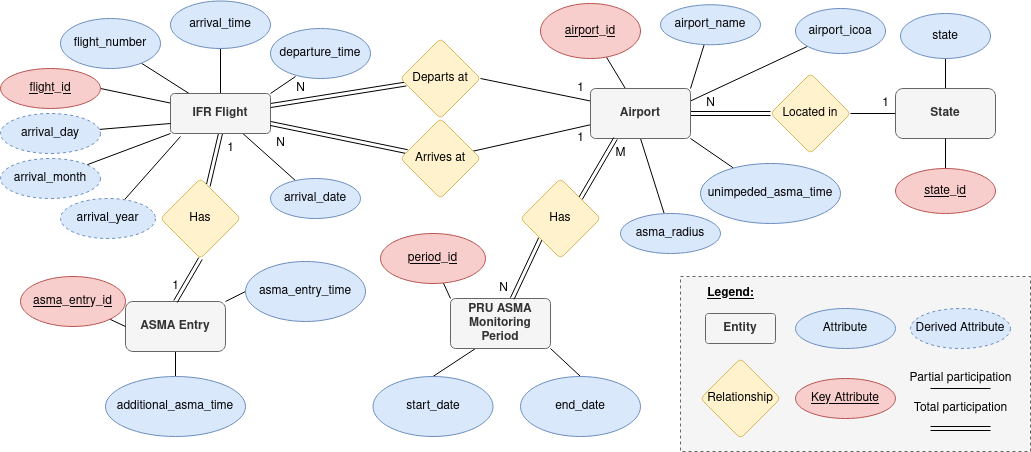 arrival_time
flight_number
departure_time
flight_id
arrival_day
arrival_month
arrival_year
IFR Flight
arrival_date
N
N
1
Departs at
Arrives at
1
1
airport_id
airport_name
airport_icoa
Airport
N
M
Located in
1
state
State
state_id
unimpeded_asma_time
asma_radius
Has
1
asma_entry_id
asma_entry_time
ASMA Entry
additional_asma_time
Has
N
period_id
PRU ASMA
Monitoring
Period
start_date
end_date
Legend:
Entity
Attribute
Derived Attribute
Relationship
Key Attribute
Partial participation
Total participation